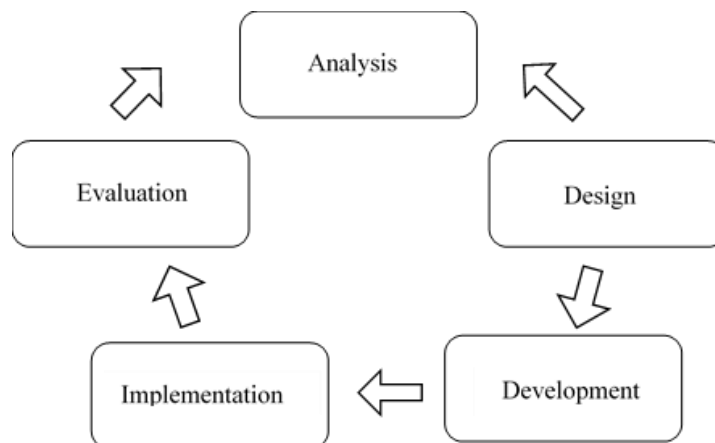 Analysis
Evaluation
Design
Implementation
Development